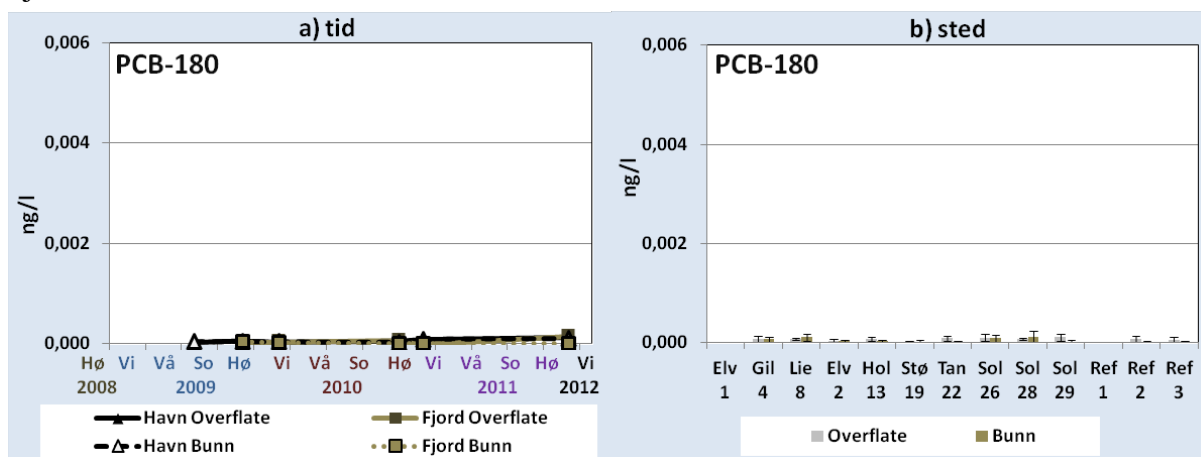 a) tid
PCB-180
0,006
0,004
0,002
0,000
ng/l
Hø Vi Vå So Hø Vi Vå So Hø Vi Vå So Hø Vi
2008 2009 2010 2011 2012
Havn Overflate Fjord Overflate
Havn Bunn Fjord Bunn
b) sted
PCB-180
0,006
0,004
0,002
0,000
ng/l
Elv Gil Lie Elv Hol Stø Tan Sol Sol Sol Ref Ref Ref
1 4 8 2 13 19 22 26 28 29 1 2 3
Overflate Bunn